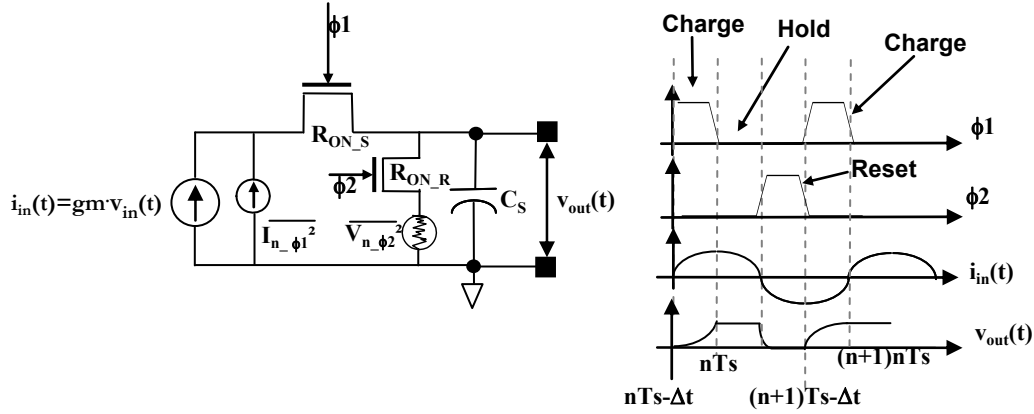 ϕ1
R_ON_S
ϕ2
R_ON_R
i_in(t)=gm·v_in(t)
I_n_ϕ1²
V_n_ϕ2²
C_S
v_out(t)
Charge
Hold
Charge
ϕ1
Reset
ϕ2
i_in(t)
v_out(t)
nTs
(n+1)nTs
nTs-Δt
(n+1)Ts-Δt